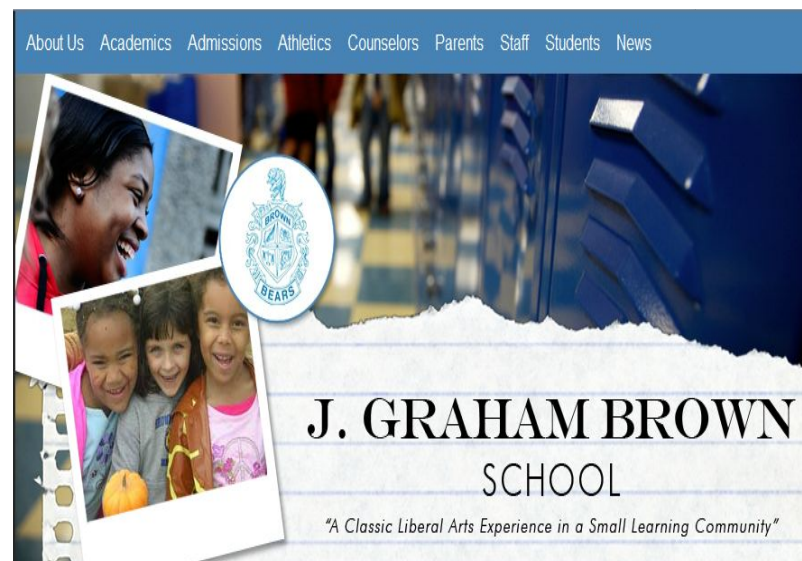 About Us Academics Admissions Athletics Counselors Parents Staff Students News
BROWN
BEARS
J. GRAHAM BROWN
SCHOOL
“A Classic Liberal Arts Experience in a Small Learning Community”